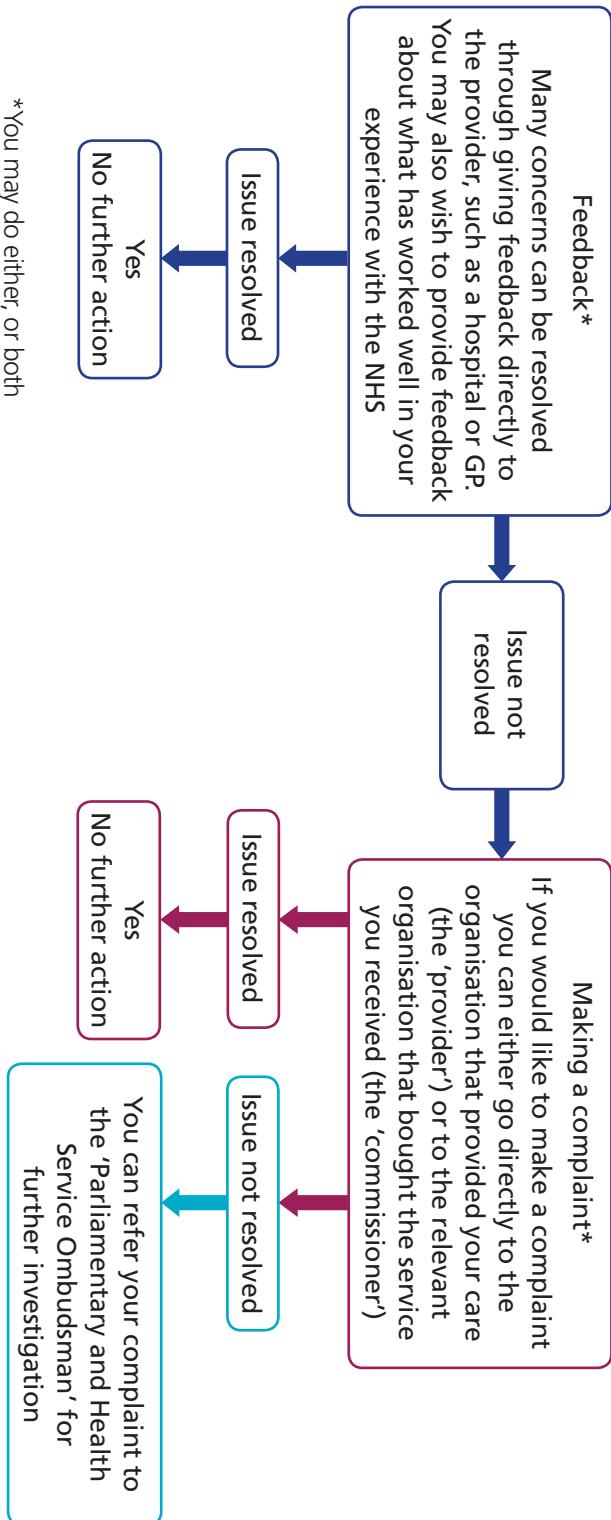 Feedback*
Many concerns can be resolved
through giving feedback directly to
the provider, such as a hospital or GP.
You may also wish to provide feedback
about what has worked well in your
experience with the NHS
Issue resolved
Yes
No further action
Issue not
resolved
Making a complaint*
If you would like to make a complaint
you can either go directly to the
organisation that provided your care
(the ‘provider’) or to the relevant
organisation that bought the service
you received (the ‘commissioner’)
Issue resolved
Yes
No further action
Issue not resolved
You can refer your complaint to
the ‘Parliamentary and Health
Service Ombudsman’ for
further investigation
*You may do either, or both